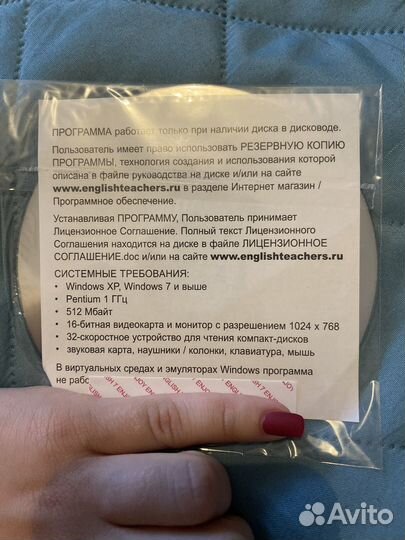 ПРОГРАММА работает только при наличии диска в дисководе.
Пользователь имеет право использовать РЕЗЕРВНУЮ КОПИЮ
ПРОГРАММЫ, технология создания и использования которой
описана в файле руководства на диске и/или на сайте
www.englishteachers.ru в разделе Интернет магазин /
Программное обеспечение.
Устанавливая ПРОГРАММУ, Пользователь принимает
Лицензионное Соглашение. Полный текст Лицензионного
Соглашения находится на диске в файле ЛИЦЕНЗИОННОЕ
СОГЛАШЕНИЕ.doc и/или на сайте www.englishteachers.ru
СИСТЕМНЫЕ ТРЕБОВАНИЯ:
• Windows XP, Windows 7 и выше
• Pentium 1 ГГц
• 512 Мбайт
• 16-битная видеокарта и монитор с разрешением 1024 x 768
• 32-скоростное устройство для чтения компакт-дисков
• звуковая карта, наушники / колонки, клавиатура, мышь
В виртуальных средах и эмуляторах Windows программа
не рабо
ENJOY ENGLISH 7
Avito